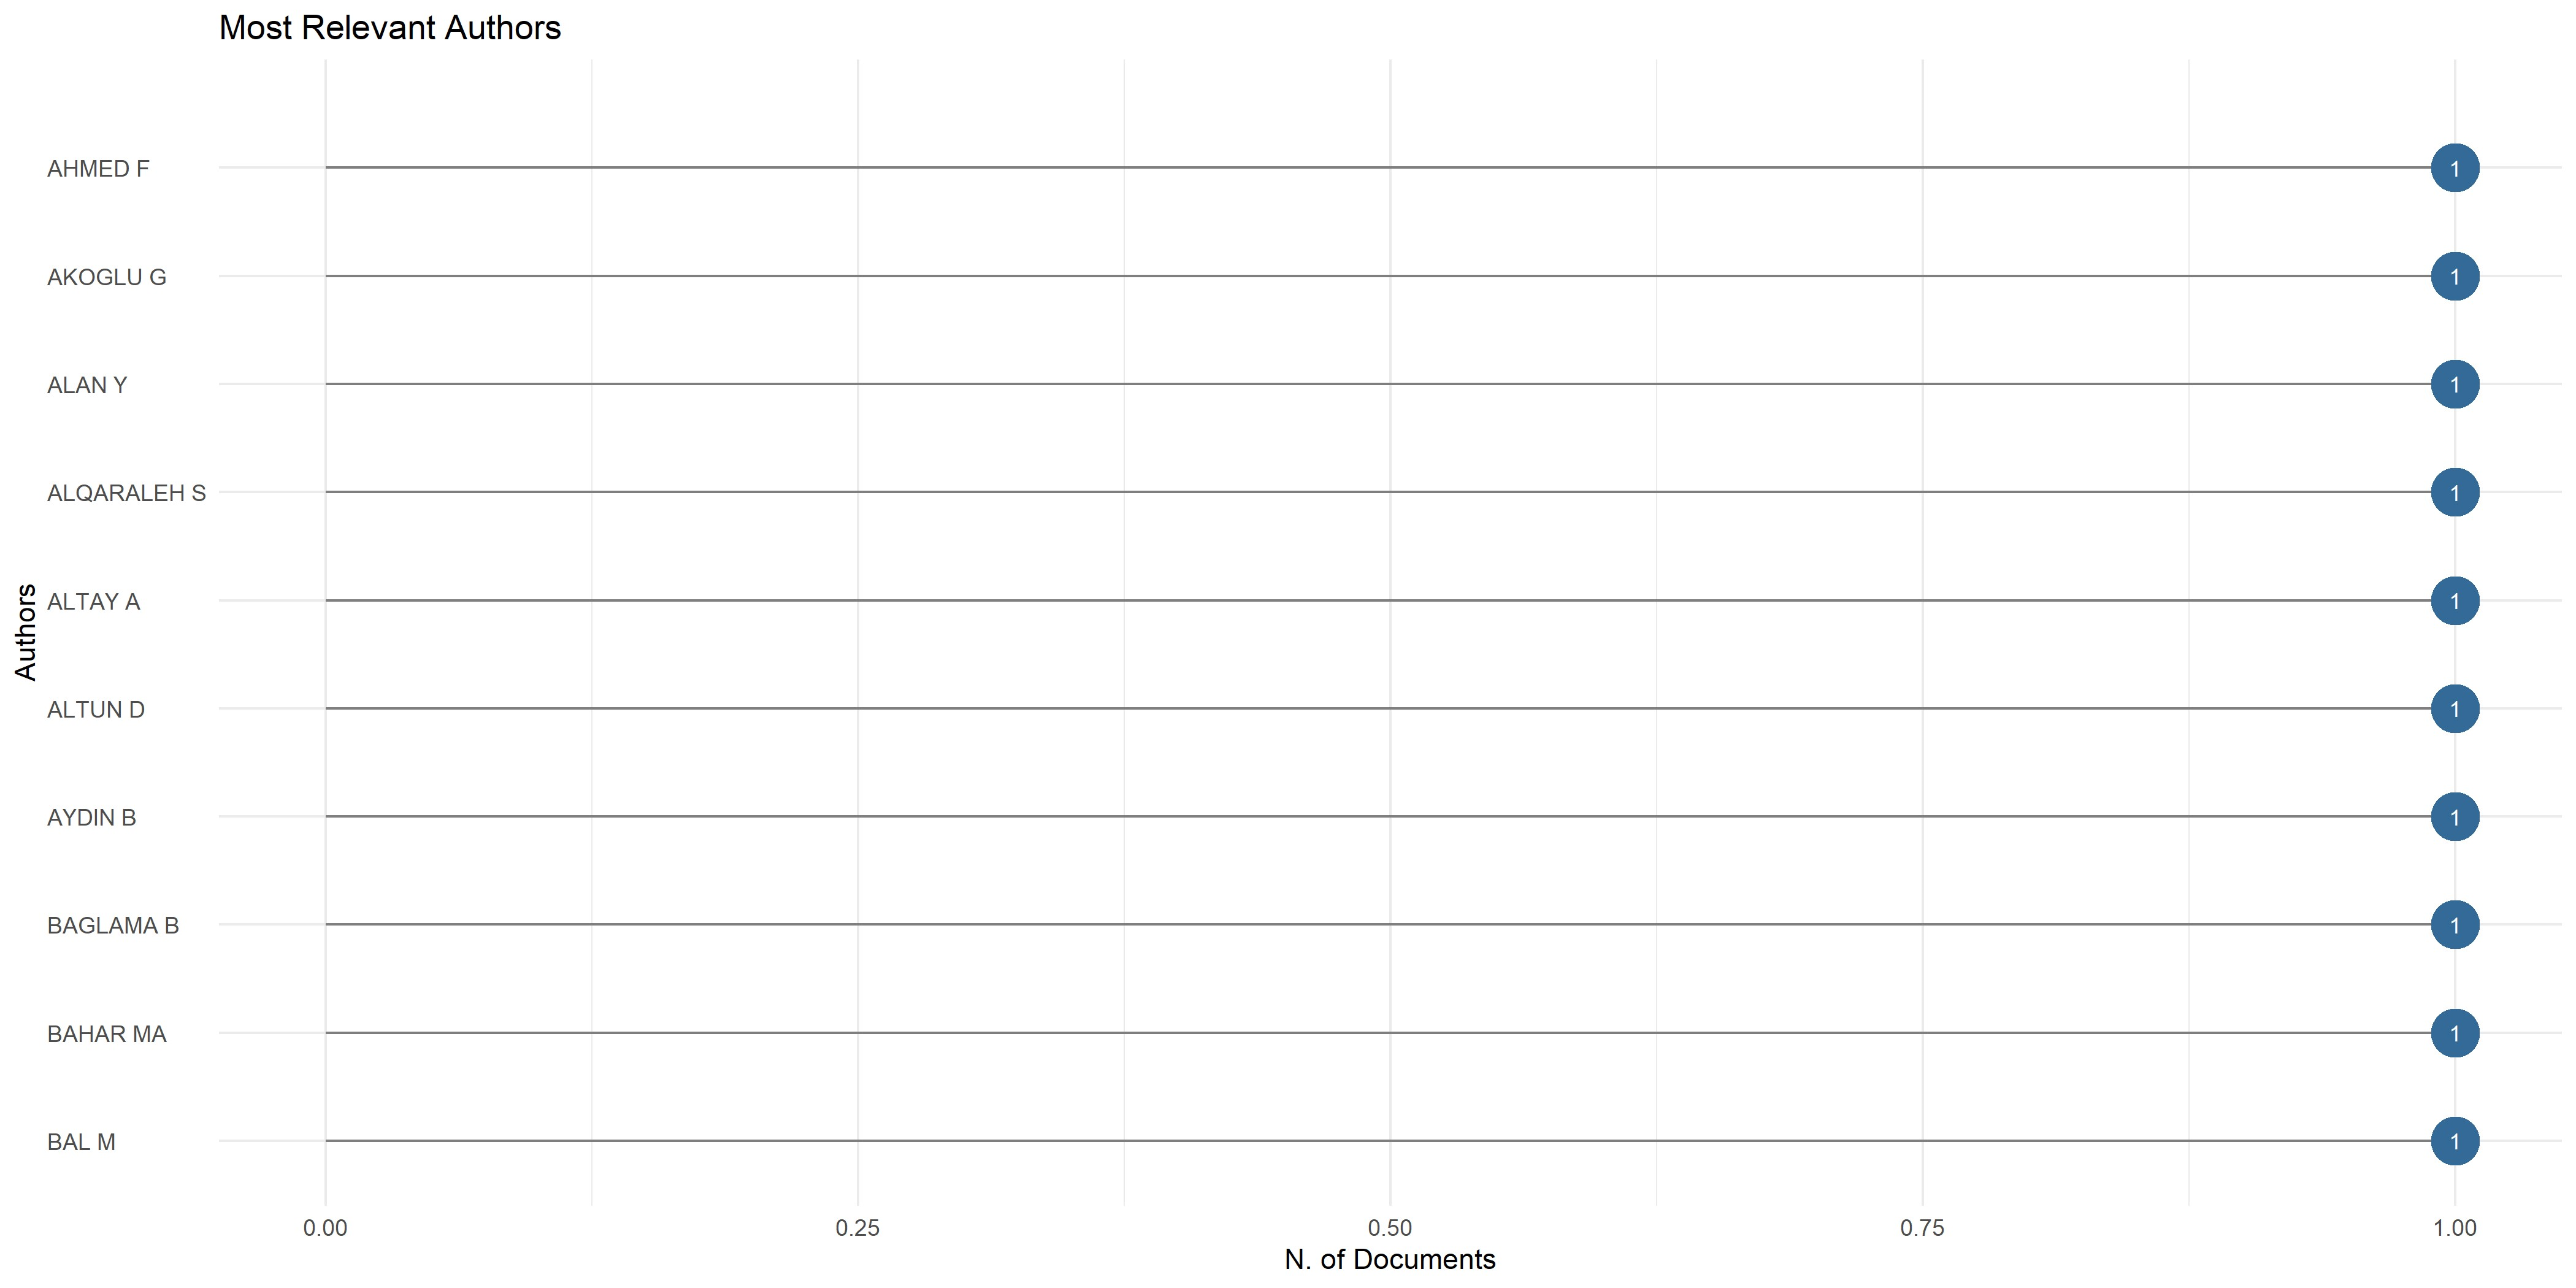 Most Relevant Authors
Authors
AHMED F 1
AKOGLU G 1
ALAN Y 1
ALQARALEH S 1
ALTAY A 1
ALTUN D 1
AYDIN B 1
BAGLAMA B 1
BAHAR MA 1
BAL M 1
0.00 0.25 0.50 0.75 1.00
N. of Documents